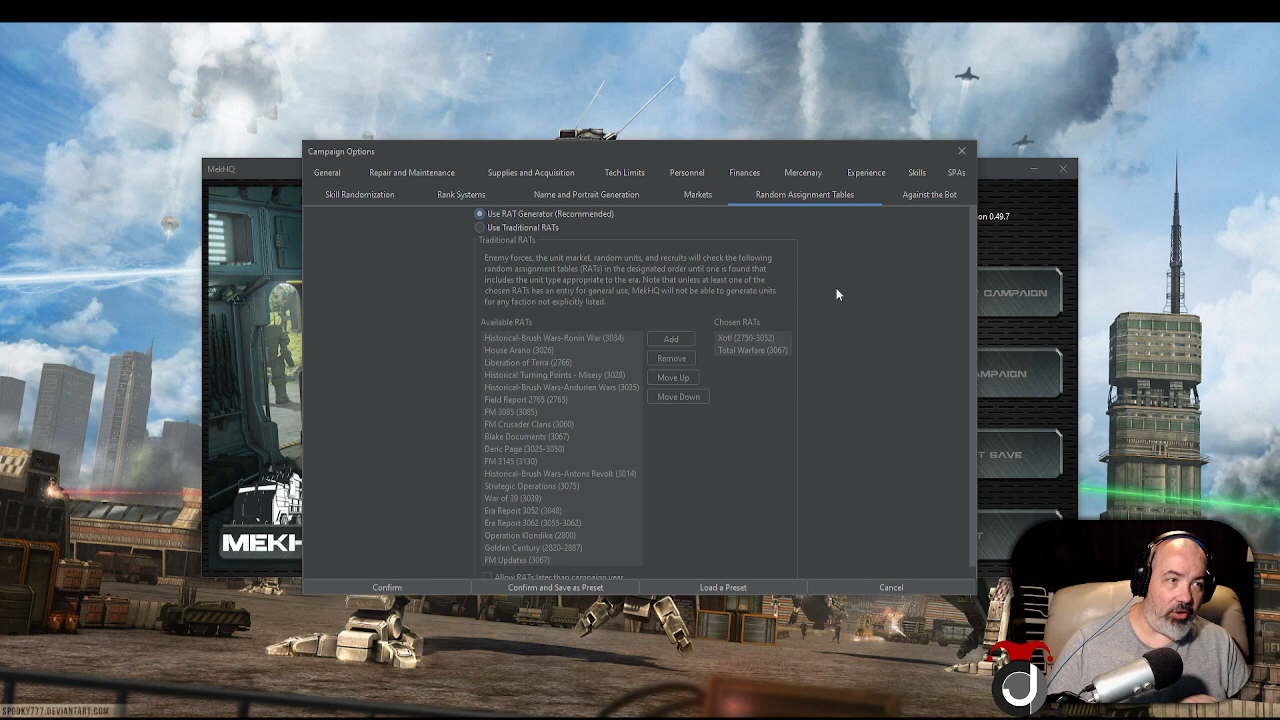 Campaign Options
MekHQ
General
Repair and Maintenance
Supplies and Acquisition
Tech Limits
Personnel
Finances
Mercenary
Experience
Skills
SPAs
Skill Randomization
Rank Systems
Name and Portrait Generation
Markets
Random Assignment Tables
Against the Bot
on 0.49.7
Use RAT Generator (Recommended)
Use Traditional RATs
Traditional RATs
Enemy forces, the unit market, random units, and recruits will check the following
random assignment tables (RATs) in the designated order until one is found that
includes the unit type appropriate to the era. Note that unless at least one of the
chosen RATs has an entry for general use, MekHQ will not be able to generate units
for any faction not explicitly listed.
Available RATs
Chosen RATs
Historical-Brush Wars-Ronin War (3034)
House Arano (3026)
Liberation of Terra (2766)
Historical Turning Points - Misery (3028)
Historical-Brush Wars-Andurien Wars (3035)
Field Report 2765 (2765)
FM 3085 (3085)
FM Crusader Clans (3060)
Blake Documents (3067)
Deric Page (3025-3050)
FM 3145 (3130)
Historical-Brush Wars-Antons Revolt (3014)
Strategic Operations (3075)
War of 39 (3039)
Era Report 3052 (3048)
Era Report 3062 (3055-3062)
Operation Klondike (2800)
Golden Century (2820-2887)
FM Updates (3067)
Add
Remove
Move Up
Move Down
Xotl (2750-3052)
Total Warfare (3067)
Allow RATs later than campaign year
Confirm
Confirm and Save as Preset
Load a Preset
Cancel
CAMPAIGN
MPAIGN
T SAVE
T
MEKH
SPOOKY777.DEVIANTART.COM